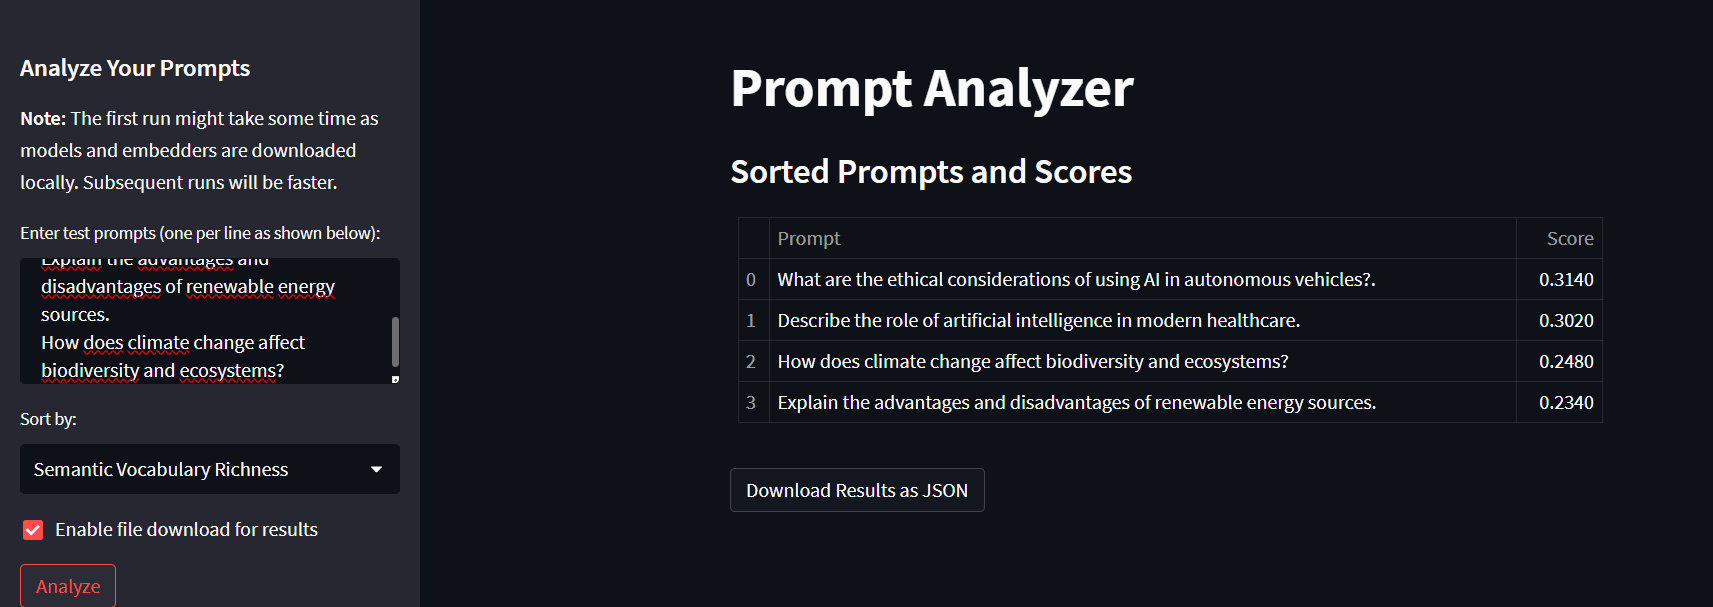 Analyze Your Prompts
Note: The first run might take some time as
models and embedders are downloaded
locally. Subsequent runs will be faster.
Enter test prompts (one per line as shown below):
Explain the advantages and
disadvantages of renewable energy
sources.
How does climate change affect
biodiversity and ecosystems?
Sort by:
Semantic Vocabulary Richness
Enable file download for results
Analyze
Prompt Analyzer
Sorted Prompts and Scores
Prompt Score
0 What are the ethical considerations of using AI in autonomous vehicles?. 0.3140
1 Describe the role of artificial intelligence in modern healthcare. 0.3020
2 How does climate change affect biodiversity and ecosystems? 0.2480
3 Explain the advantages and disadvantages of renewable energy sources. 0.2340
Download Results as JSON